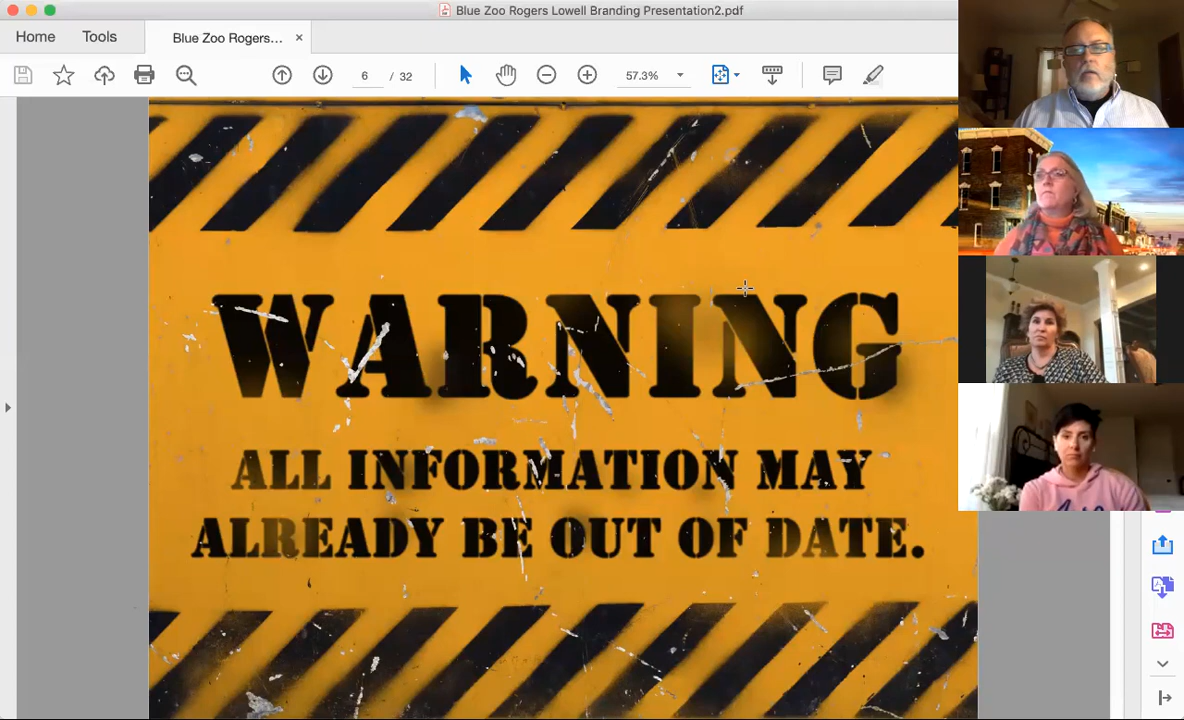 Blue Zoo Rogers Lowell Branding Presentation2.pdf
Home Tools Blue Zoo Rogers... ×
6 / 32 57.3%
WARNING
ALL INFORMATION MAY
ALREADY BE OUT OF DATE.